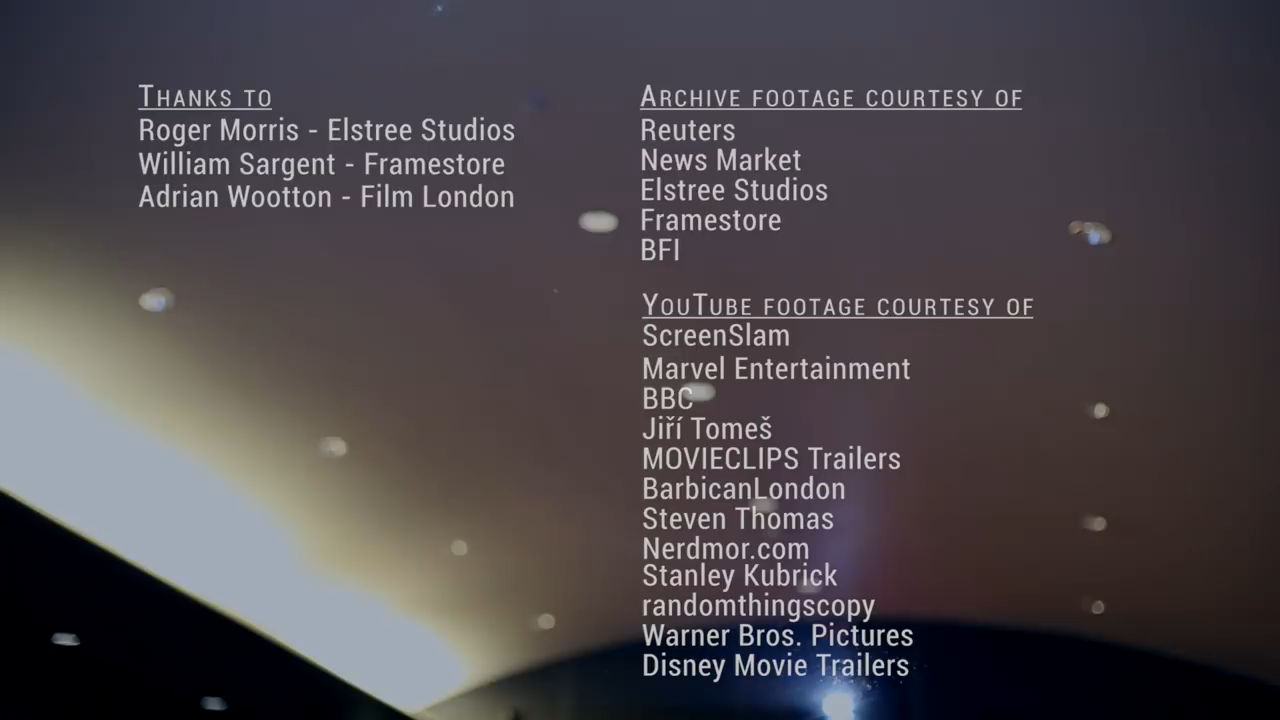 THANKS TO
Roger Morris - Elstree Studios
William Sargent - Framestore
Adrian Wootton - Film London
ARCHIVE FOOTAGE COURTESY OF
Reuters
News Market
Elstree Studios
Framestore
BFI
YOUTUBE FOOTAGE COURTESY OF
ScreenSlam
Marvel Entertainment
BBC
Jiří Tomeš
MOVIECLIPS Trailers
BarbicanLondon
Steven Thomas
Nerdmor.com
Stanley Kubrick
randomthingscopy
Warner Bros. Pictures
Disney Movie Trailers